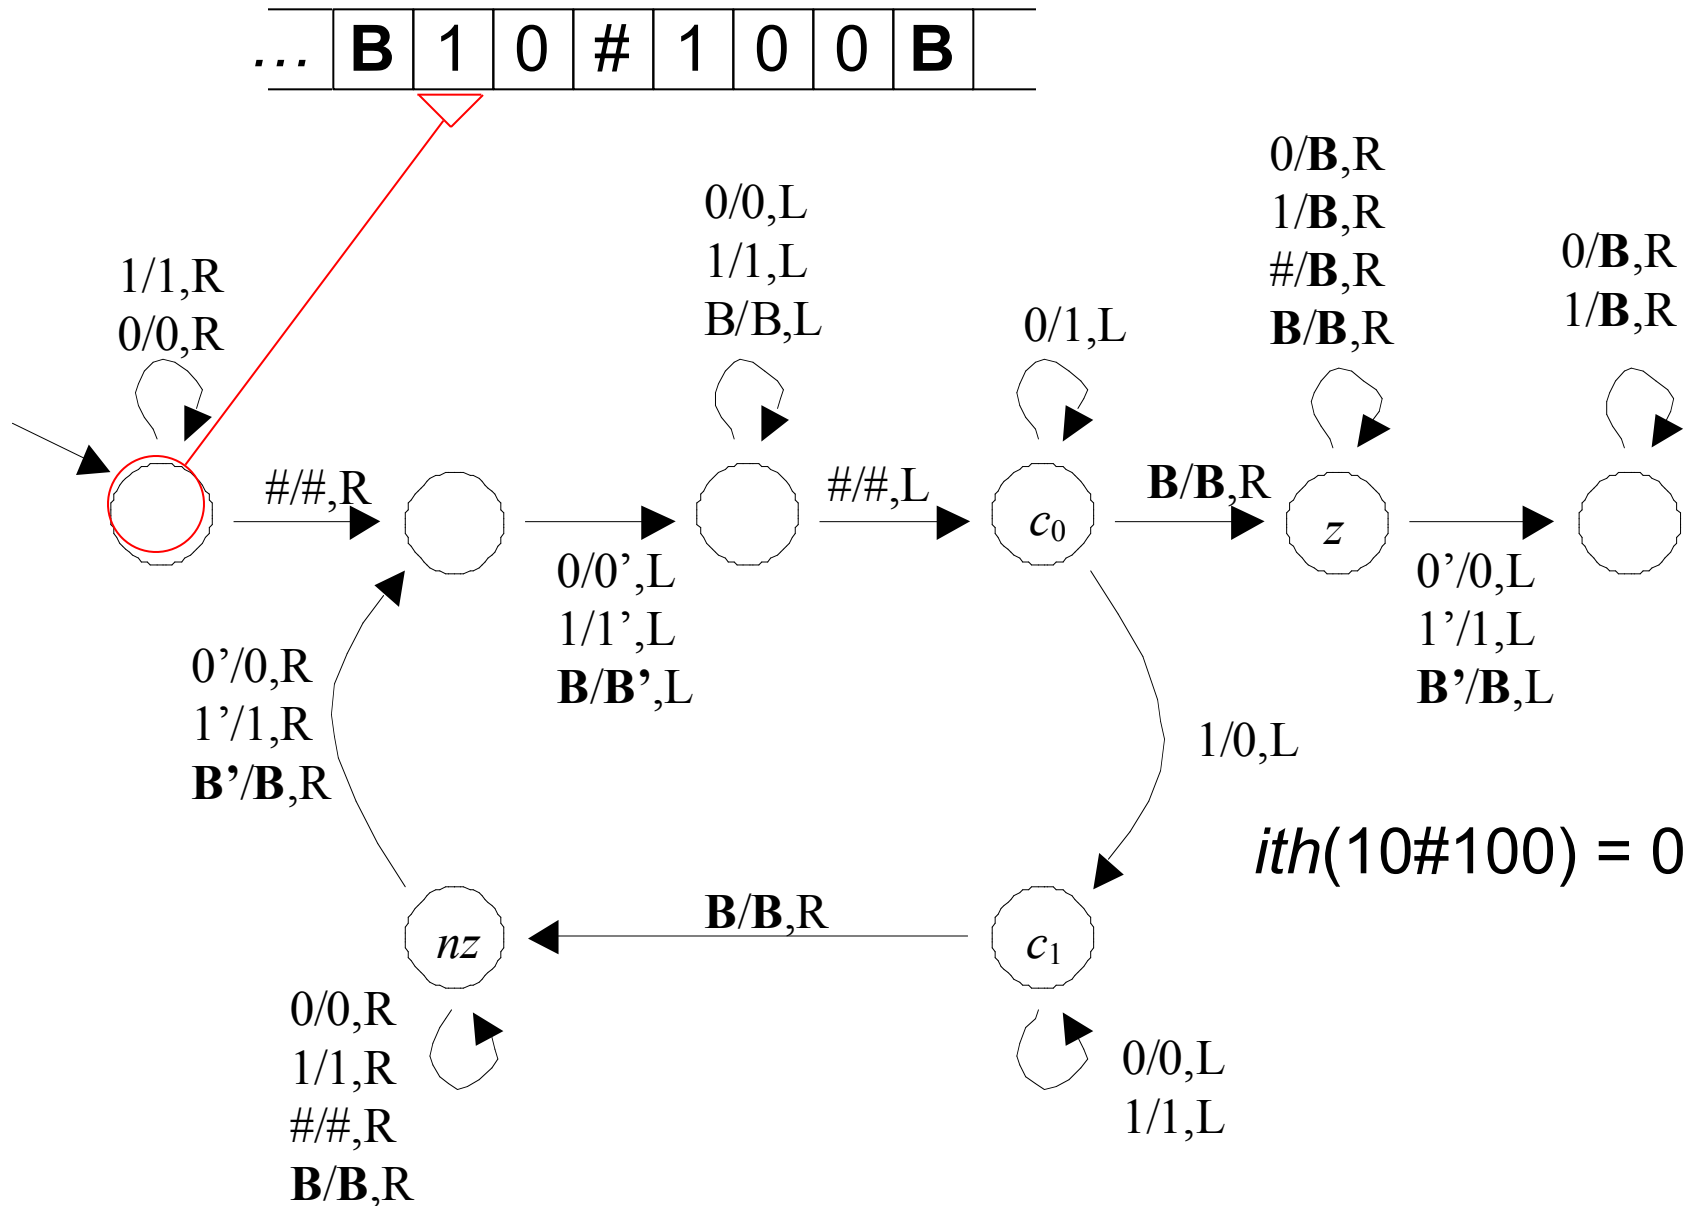 ... B 1 0 # 1 0 0 B
0/B,R
1/B,R
#/B,R
B/B,R
0/0,L
1/1,L
B/B,L
0/B,R
1/B,R
1/1,R
0/0,R
0/1,L
#/#,R
#/#,L
B/B,R
c0
z
0/0’,L
1/1’,L
B/B’,L
0’/0,L
1’/1,L
B’/B,L
0’/0,R
1’/1,R
B’/B,R
1/0,L
ith(10#100) = 0
B/B,R
nz
c1
0/0,R
1/1,R
#/#,R
B/B,R
0/0,L
1/1,L